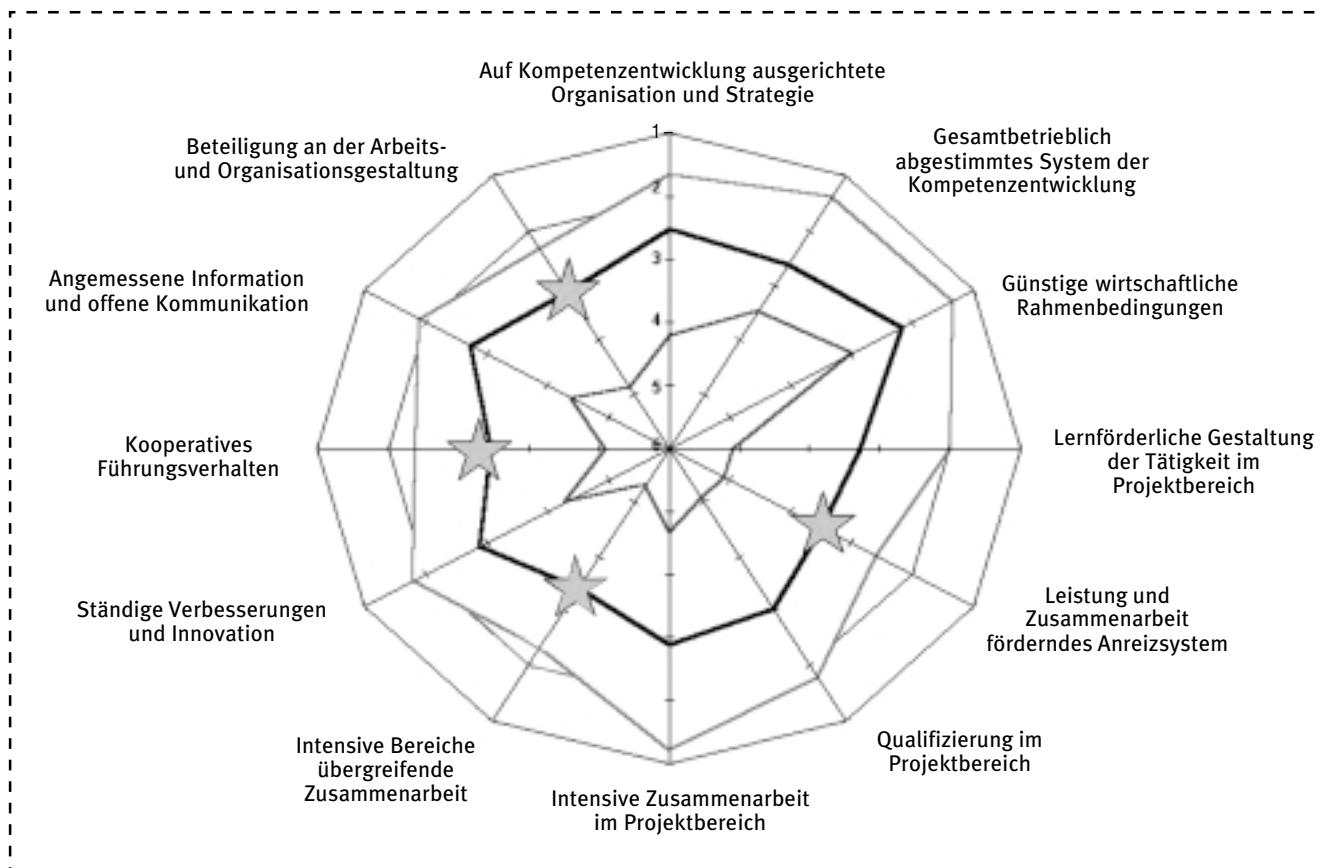 Auf Kompetenzentwicklung ausgerichtete
Organisation und Strategie
Gesamtbetrieblich
abgestimmtes System der
Kompetenzentwicklung
Günstige wirtschaftliche
Rahmenbedingungen
Lernförderliche Gestaltung
der Tätigkeit im
Projektbereich
Leistung und
Zusammenarbeit
förderndes Anreizsystem
Qualifizierung im
Projektbereich
Intensive Zusammenarbeit
im Projektbereich
Intensive Bereiche
übergreifende
Zusammenarbeit
Ständige Verbesserungen
und Innovation
Kooperatives
Führungsverhalten
Angemessene Information
und offene Kommunikation
Beteiligung an der Arbeits-
und Organisationsgestaltung
1
2
3
4
5
6